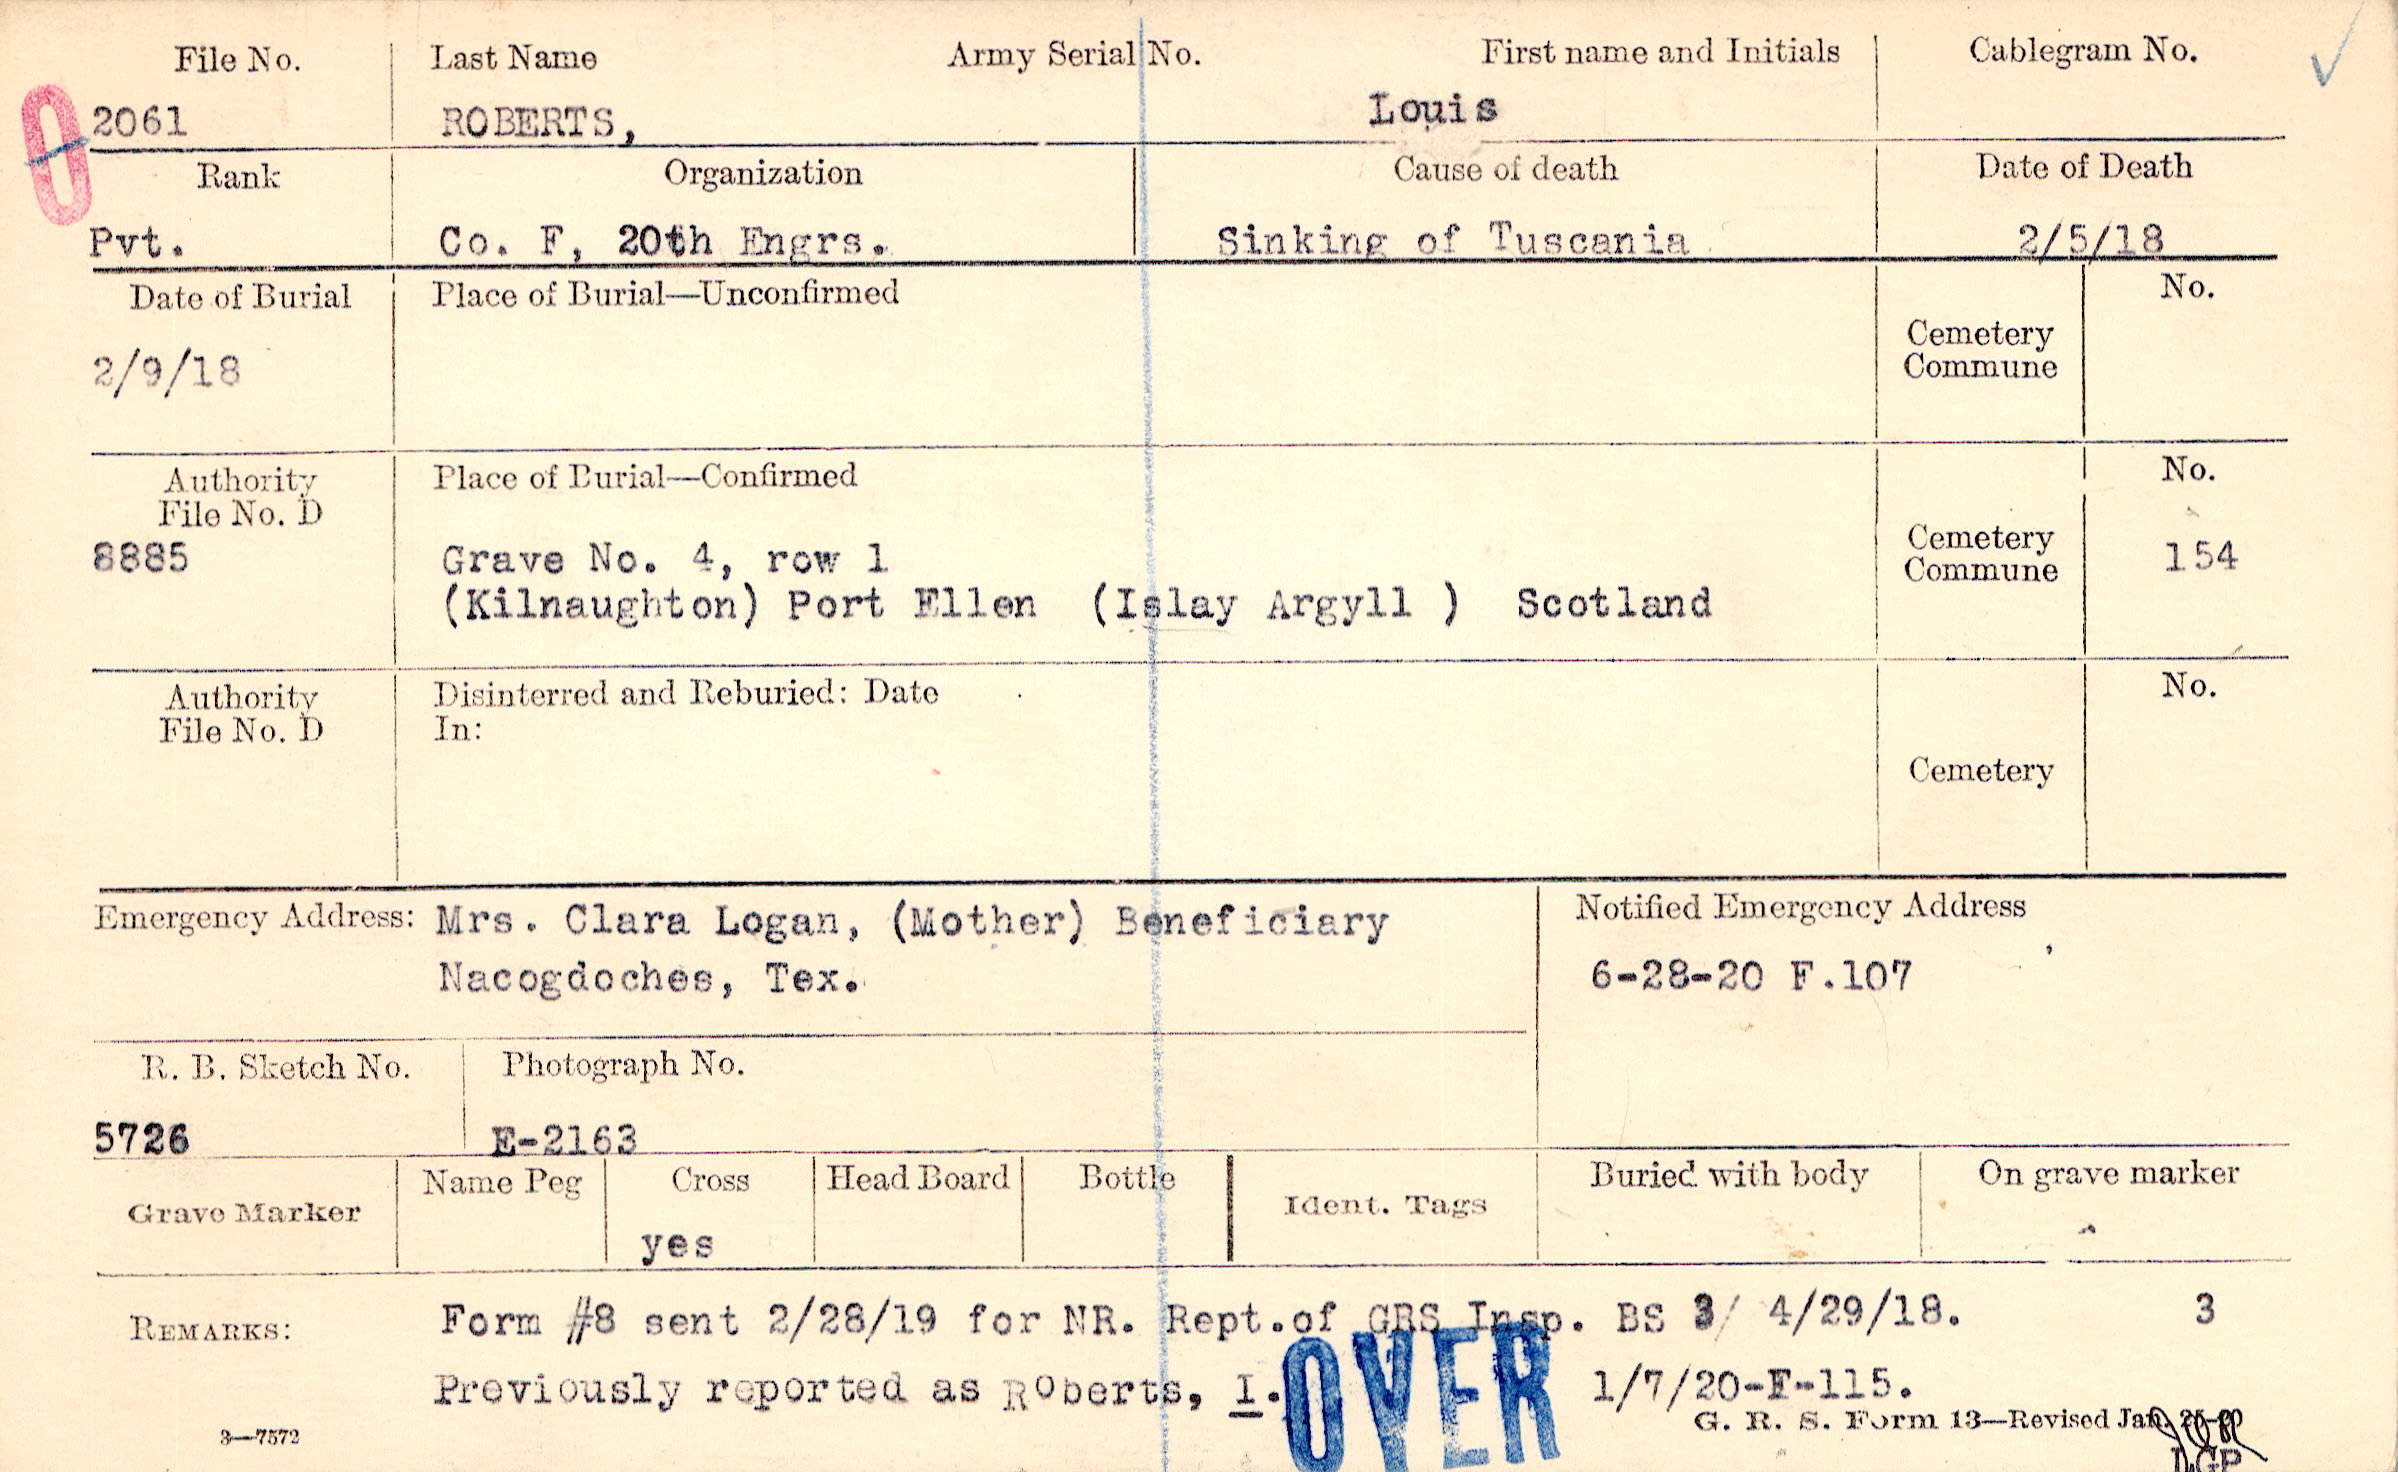 File No. Last Name Army Serial No. First name and Initials Cablegram No.
2061 ROBERTS, Louis
Rank Organization Cause of death Date of Death
Pvt. Co. F, 20th Engrs. Sinking of Tuscania 2/5/18
Date of Burial Place of Burial—Unconfirmed No.
Cemetery
Commune
2/9/18
Authority Place of Burial—Confirmed No.
File No. D
8885 Grave No. 4, row 1 Cemetery 154
Commune
(Kilnaughton) Port Ellen (Islay Argyll ) Scotland
Authority Disinterred and Reburied: Date No.
File No. D In:
Cemetery
Emergency Address: Mrs. Clara Logan, (Mother) Beneficiary Notified Emergency Address
Nacogdoches, Tex. 6-28-20 F.107
R. B. Sketch No. Photograph No.
5726 E-2163
Grave Marker Name Peg Cross Head Board Bottle Ident. Tags Buried with body On grave marker
yes
REMARKS: Form #8 sent 2/28/19 for NR. Rept.of GRS Insp. BS 3/ 4/29/18. 3
Previously reported as Roberts, I. OVER 1/7/20-F-115.
3—7572 G. R. S. Form 13—Revised Jan.